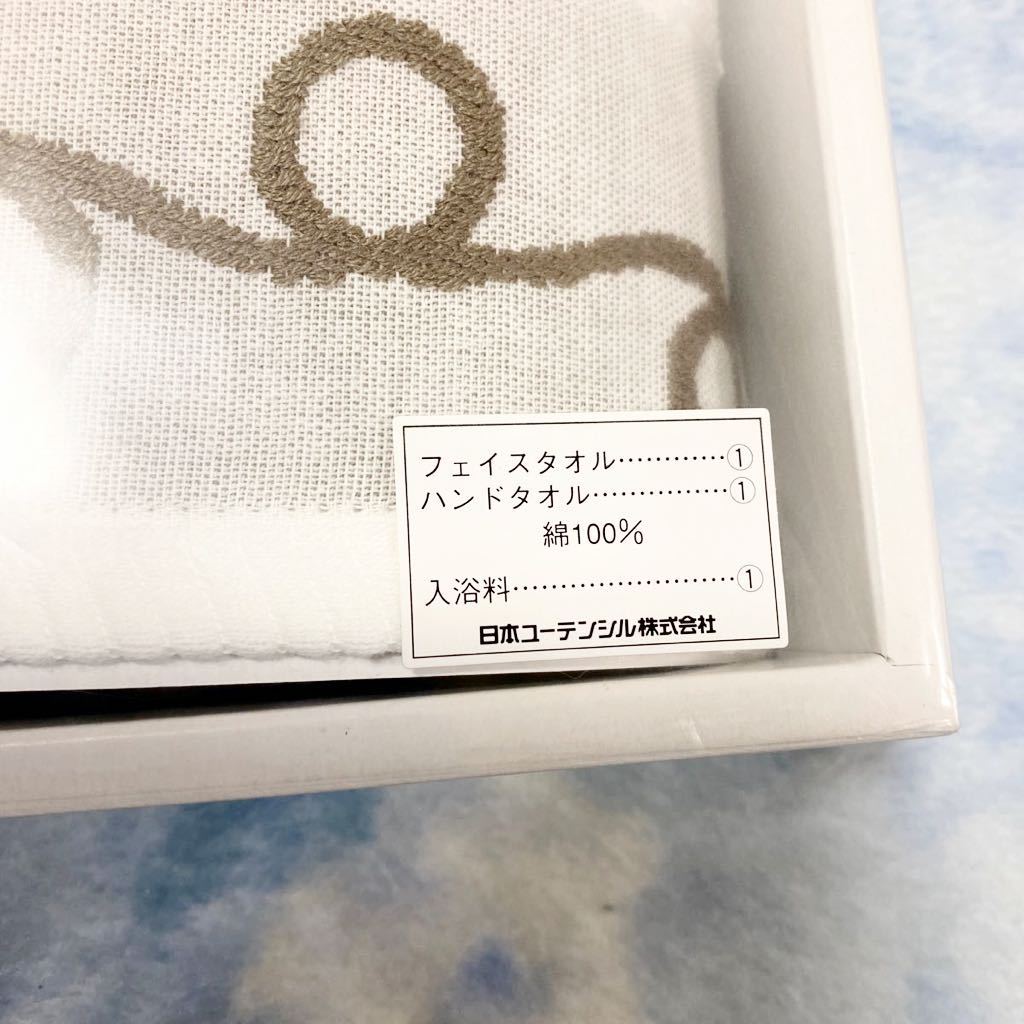 フェイスタオル…………①
ハンドタオル……………①
綿100%
入浴料……………………①
日本ユーテンシル株式会社